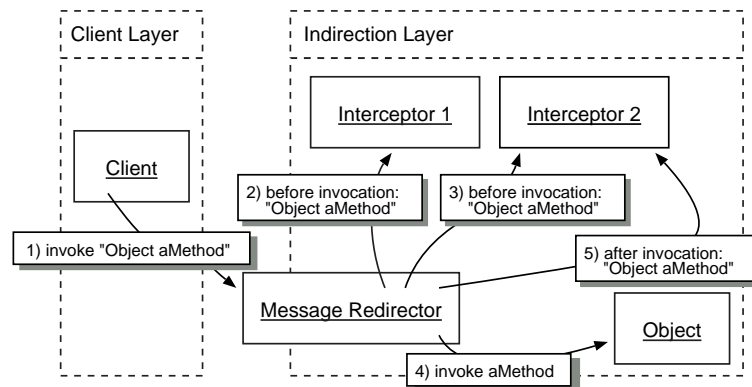 Client Layer
Indirection Layer
Interceptor 1
Interceptor 2
Client
2) before invocation:
"Object aMethod"
3) before invocation:
"Object aMethod"
1) invoke "Object aMethod"
5) after invocation:
"Object aMethod"
Message Redirector
Object
4) invoke aMethod